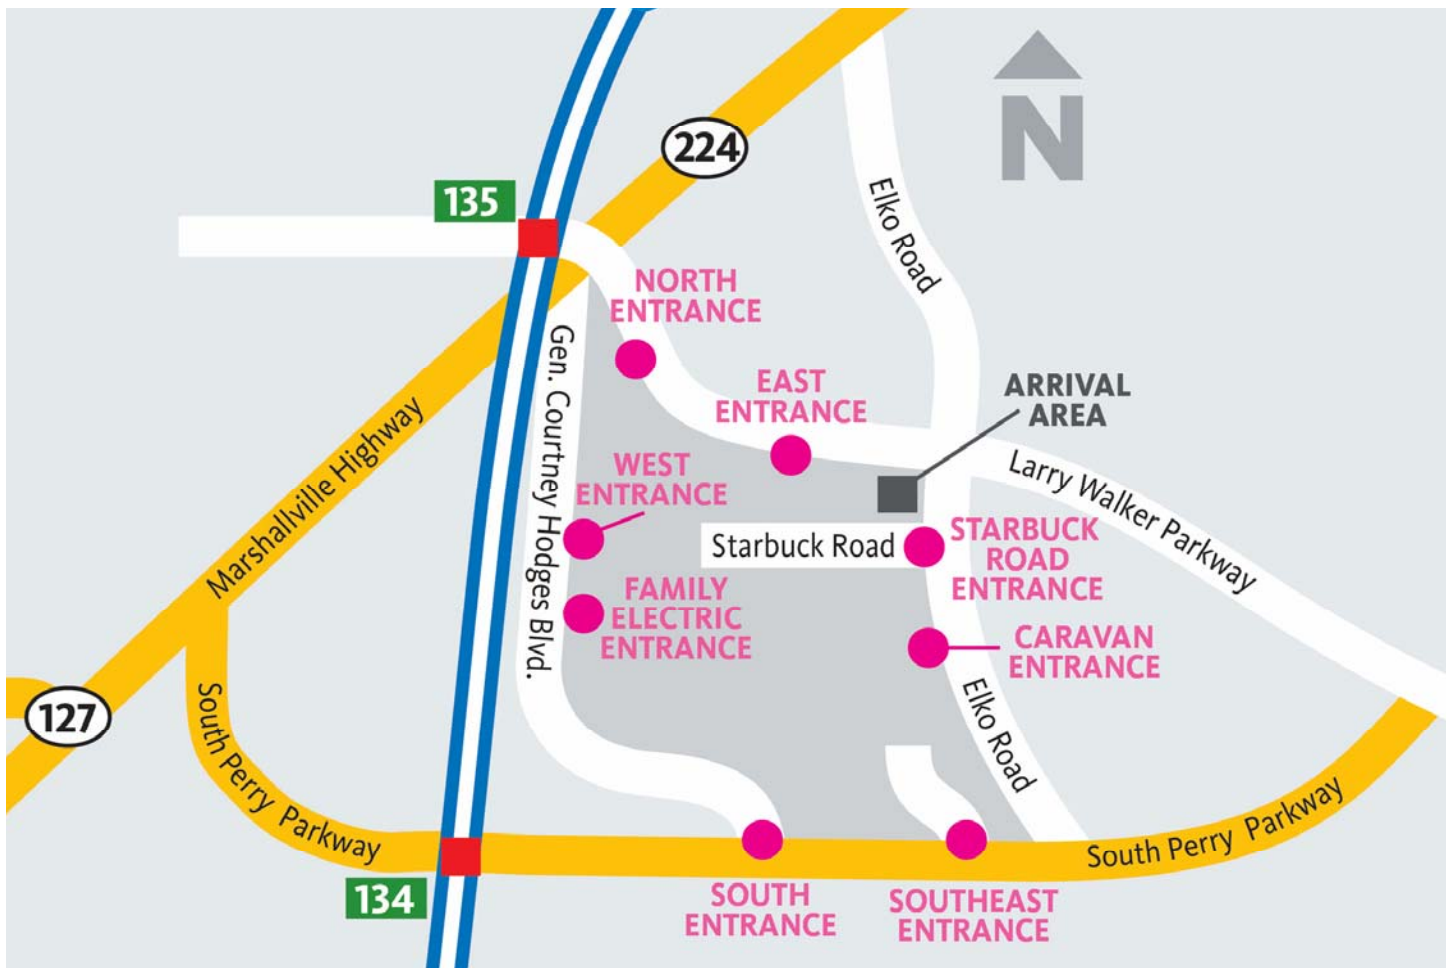 224
N
135
Elko Road
NORTH
ENTRANCE
Gen. Courtney Hodges Blvd.
EAST
ENTRANCE
ARRIVAL
AREA
Marshallville Highway
WEST
ENTRANCE
Larry Walker Parkway
Starbuck Road
STARBUCK
ROAD
ENTRANCE
FAMILY
ELECTRIC
ENTRANCE
CARAVAN
ENTRANCE
127
South Perry Parkway
Elko Road
South Perry Parkway
134
SOUTH
ENTRANCE
SOUTHEAST
ENTRANCE